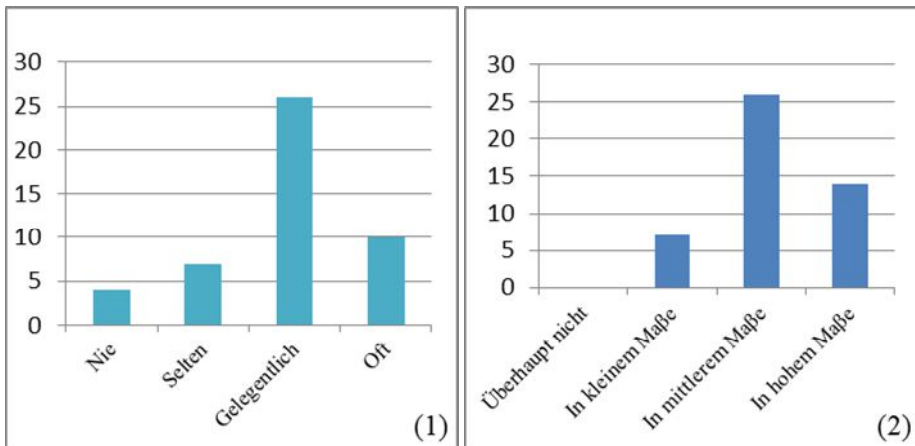 30
25
20
15
10
5
0
Nie
Selten
Gelegentlich
Oft
(1)
30
25
20
15
10
5
0
Überhaupt nicht
In kleinem Maße
In mittlerem Maße
In hohem Maße
(2)